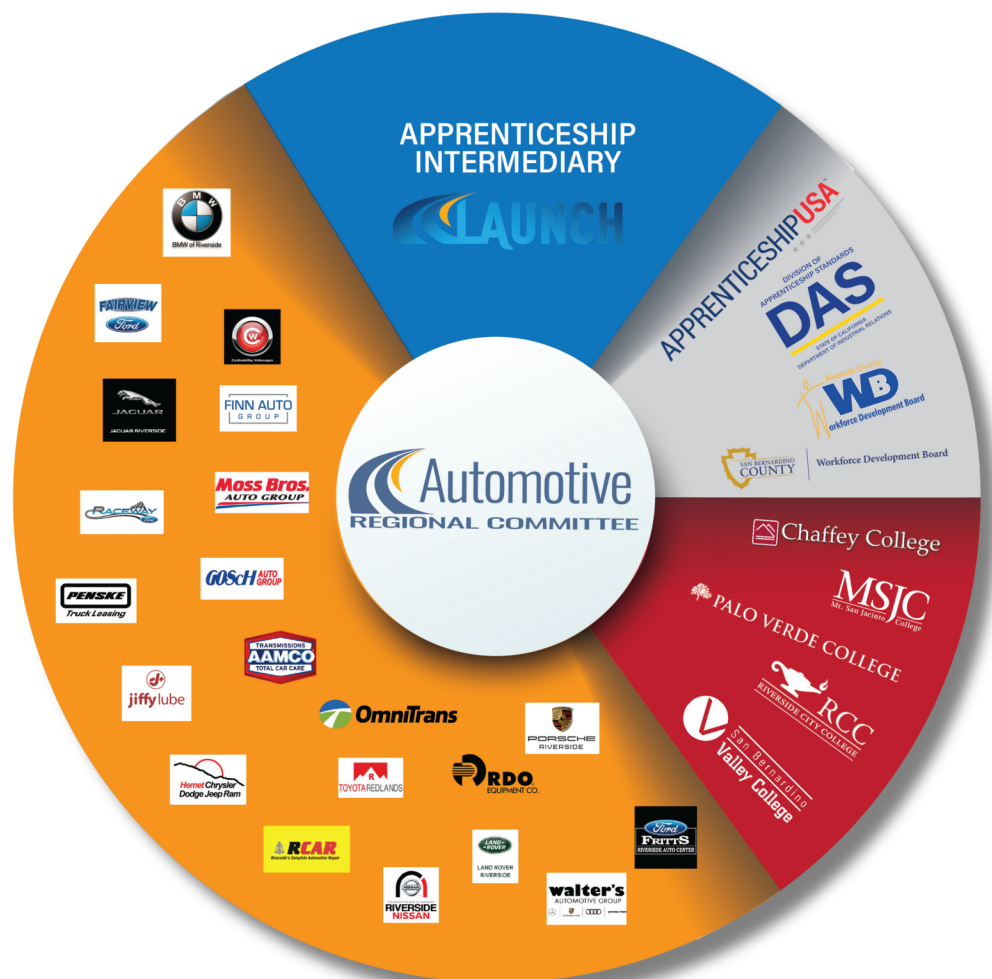 APPRENTICESHIP
INTERMEDIARY
LAUNCH
APPRENTICESHIPUSA
DIVISION OF
APPRENTICESHIP STANDARDS
DAS
STATE OF CALIFORNIA
DEPARTMENT OF INDUSTRIAL RELATIONS
Riverside County
WDB
Workforce Development Board
SAN BERNARDINO
COUNTY
Workforce Development Board
Chaffey College
MSJC
Mt. San Jacinto
College
PALO VERDE COLLEGE
RCC
RIVERSIDE CITY COLLEGE
San Bernardino
Valley College
Automotive
REGIONAL COMMITTEE
BMW
BMW of Riverside
FAIRVIEW
Ford
CW
JAGUAR
JAGUAR RIVERSIDE
FINN AUTO
GROUP
RACEWAY
Ford
Moss Bros.
AUTO GROUP
GOSCH AUTO
GROUP
PENSKE
Truck Leasing
TRANSMISSIONS
AAMCO
TOTAL CAR CARE
jiffy lube
OmniTrans
PORSCHE
RIVERSIDE
Hemet Chrysler
Dodge Jeep Ram
R
TOYOTA REDLANDS
RDO
EQUIPMENT CO.
RCAR
Riverside's Complete Automotive Repair
NISSAN
RIVERSIDE
NISSAN
LAND-
ROVER
LAND ROVER
RIVERSIDE
Ford
FRITTS
RIVERSIDE AUTO CENTER
walter's
AUTOMOTIVE GROUP